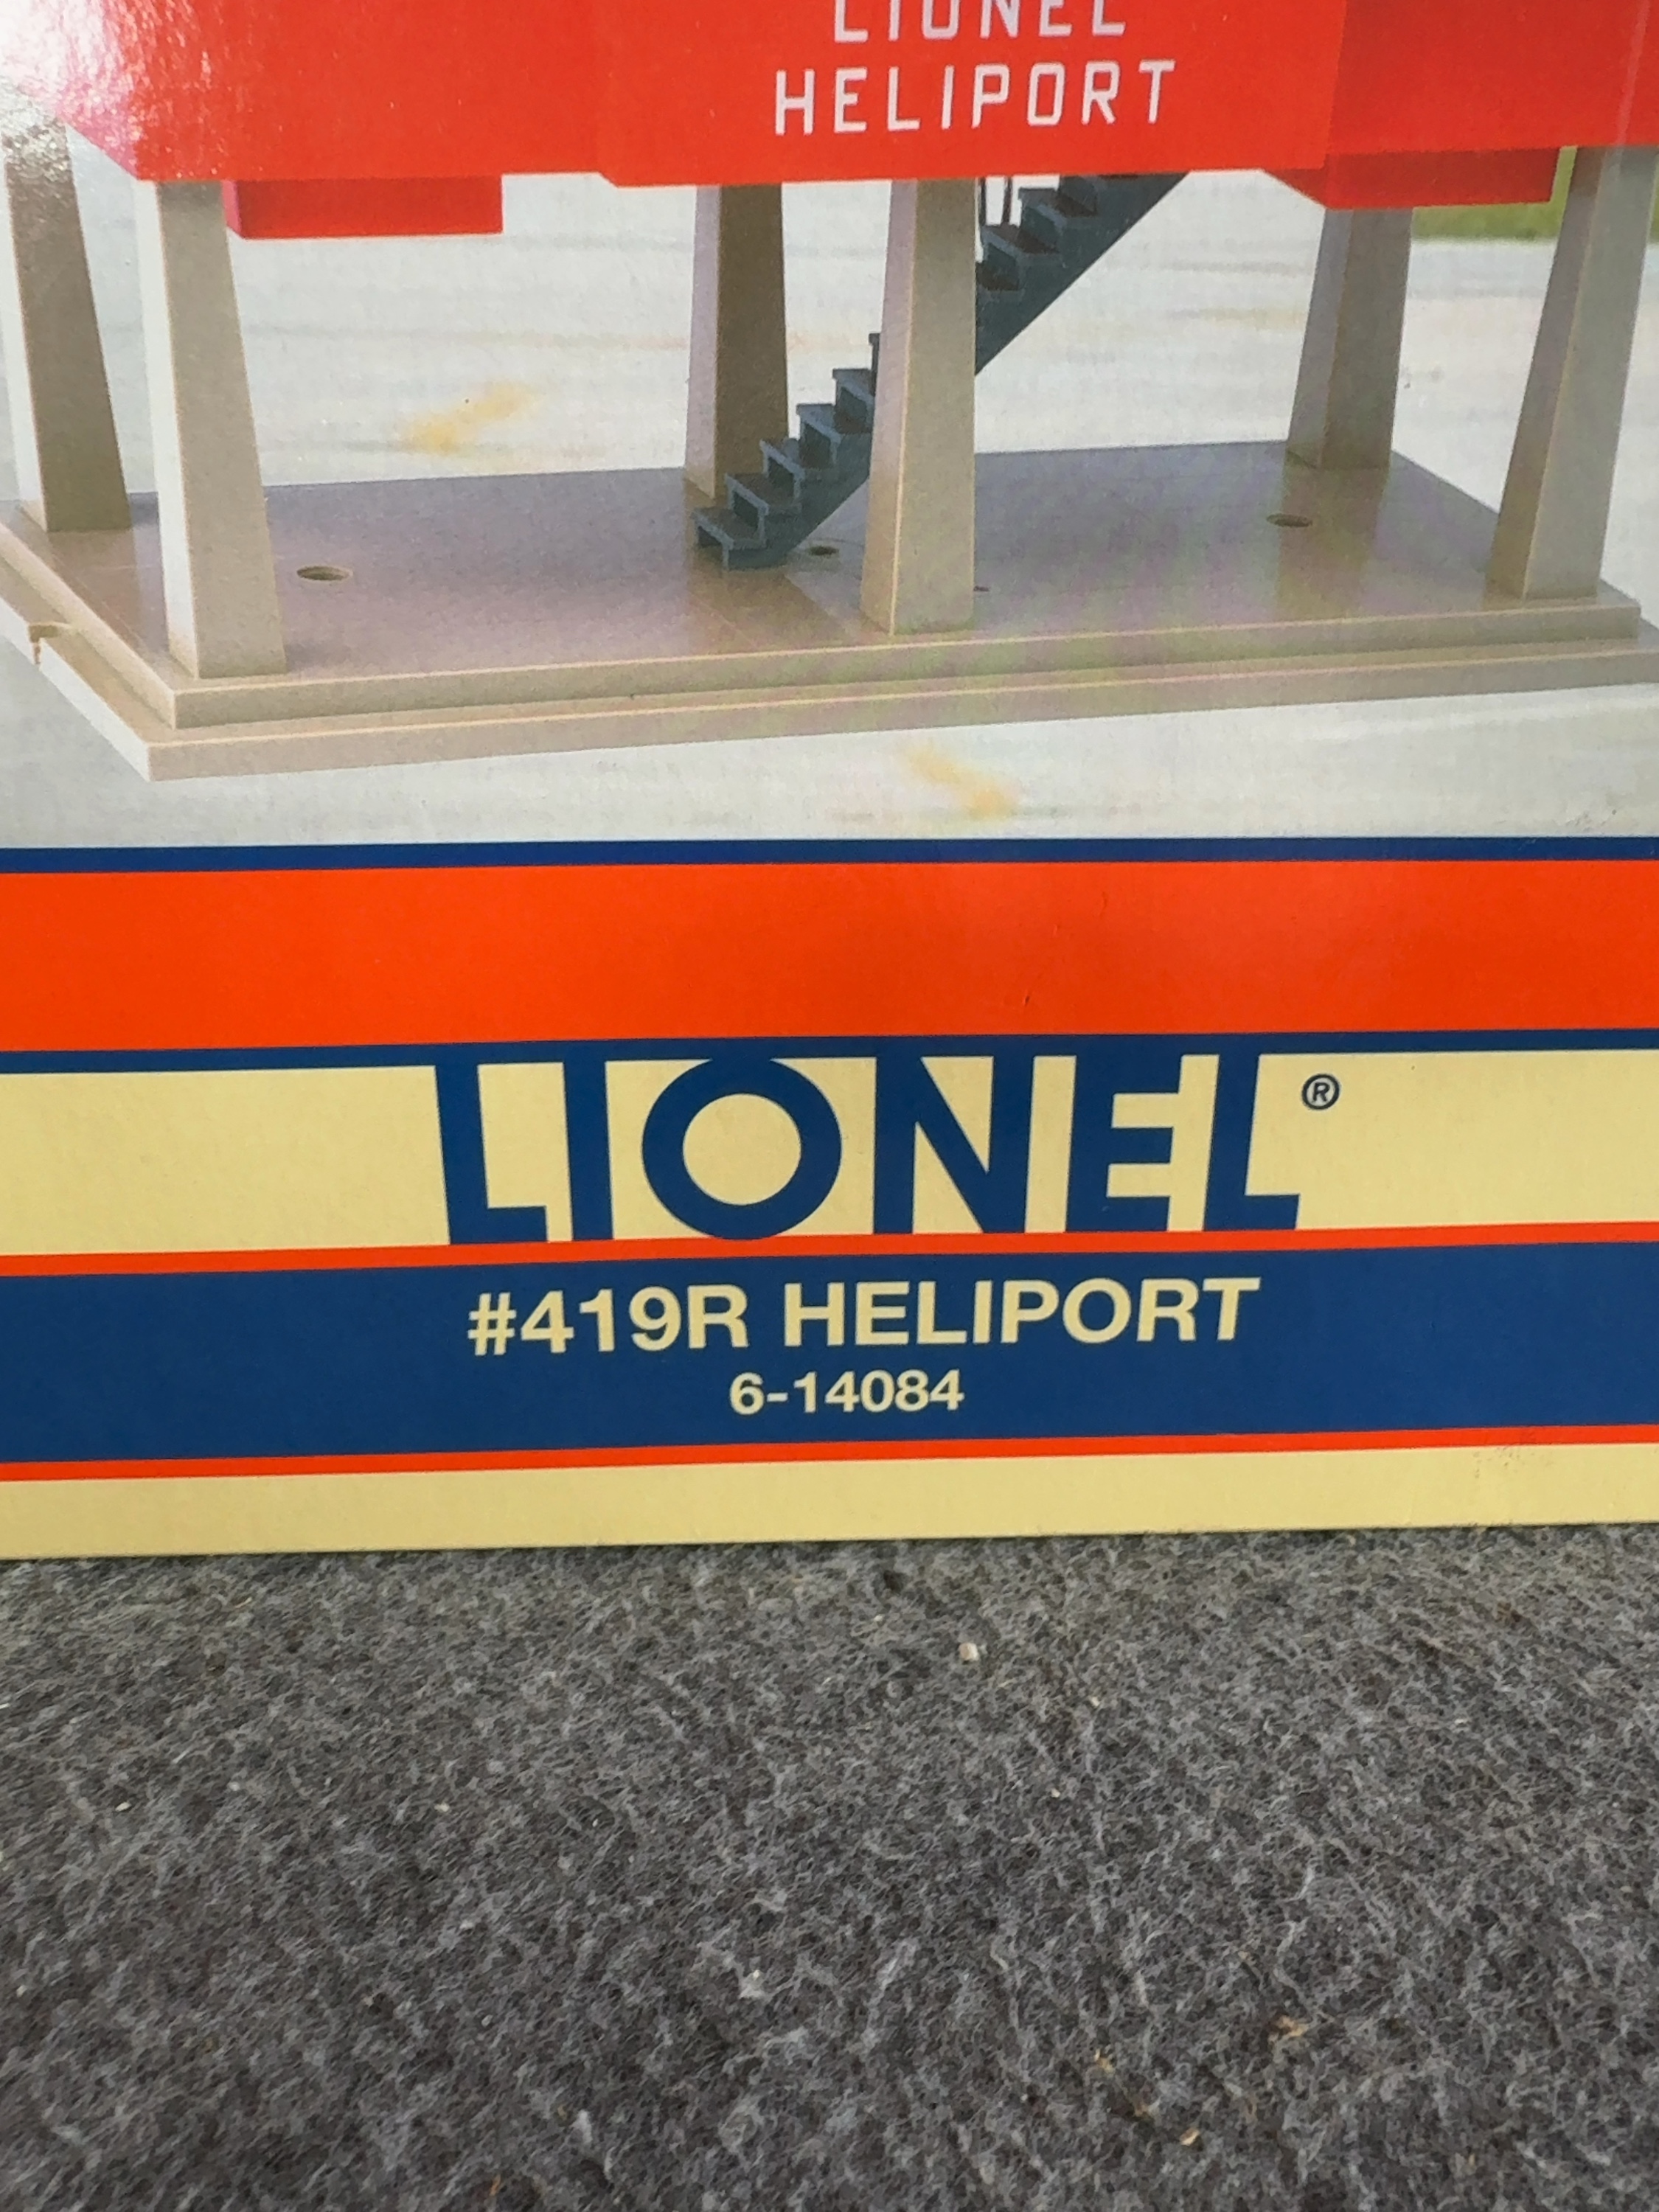 LIONEL
HELIPORT
LIONEL®
#419R HELIPORT
6-14084